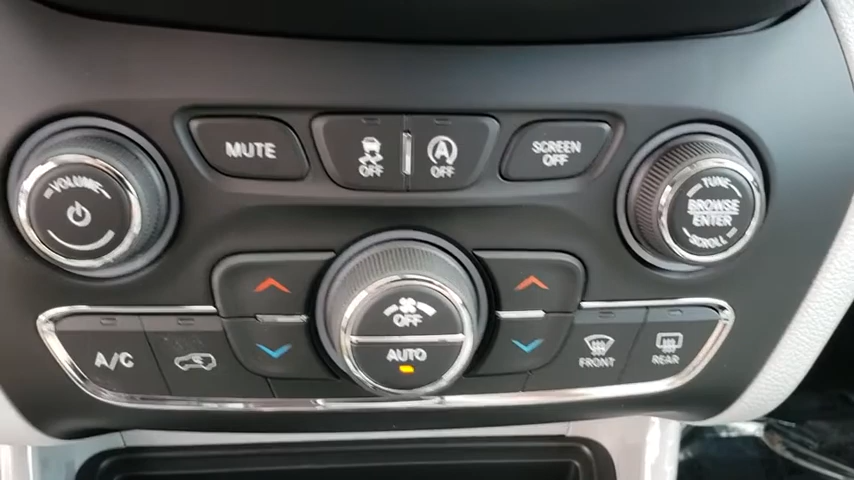 MUTE
OFF
A
OFF
SCREEN
OFF
VOLUME
TUNE
BROWSE
ENTER
SCROLL
OFF
AUTO
A/C
FRONT
REAR